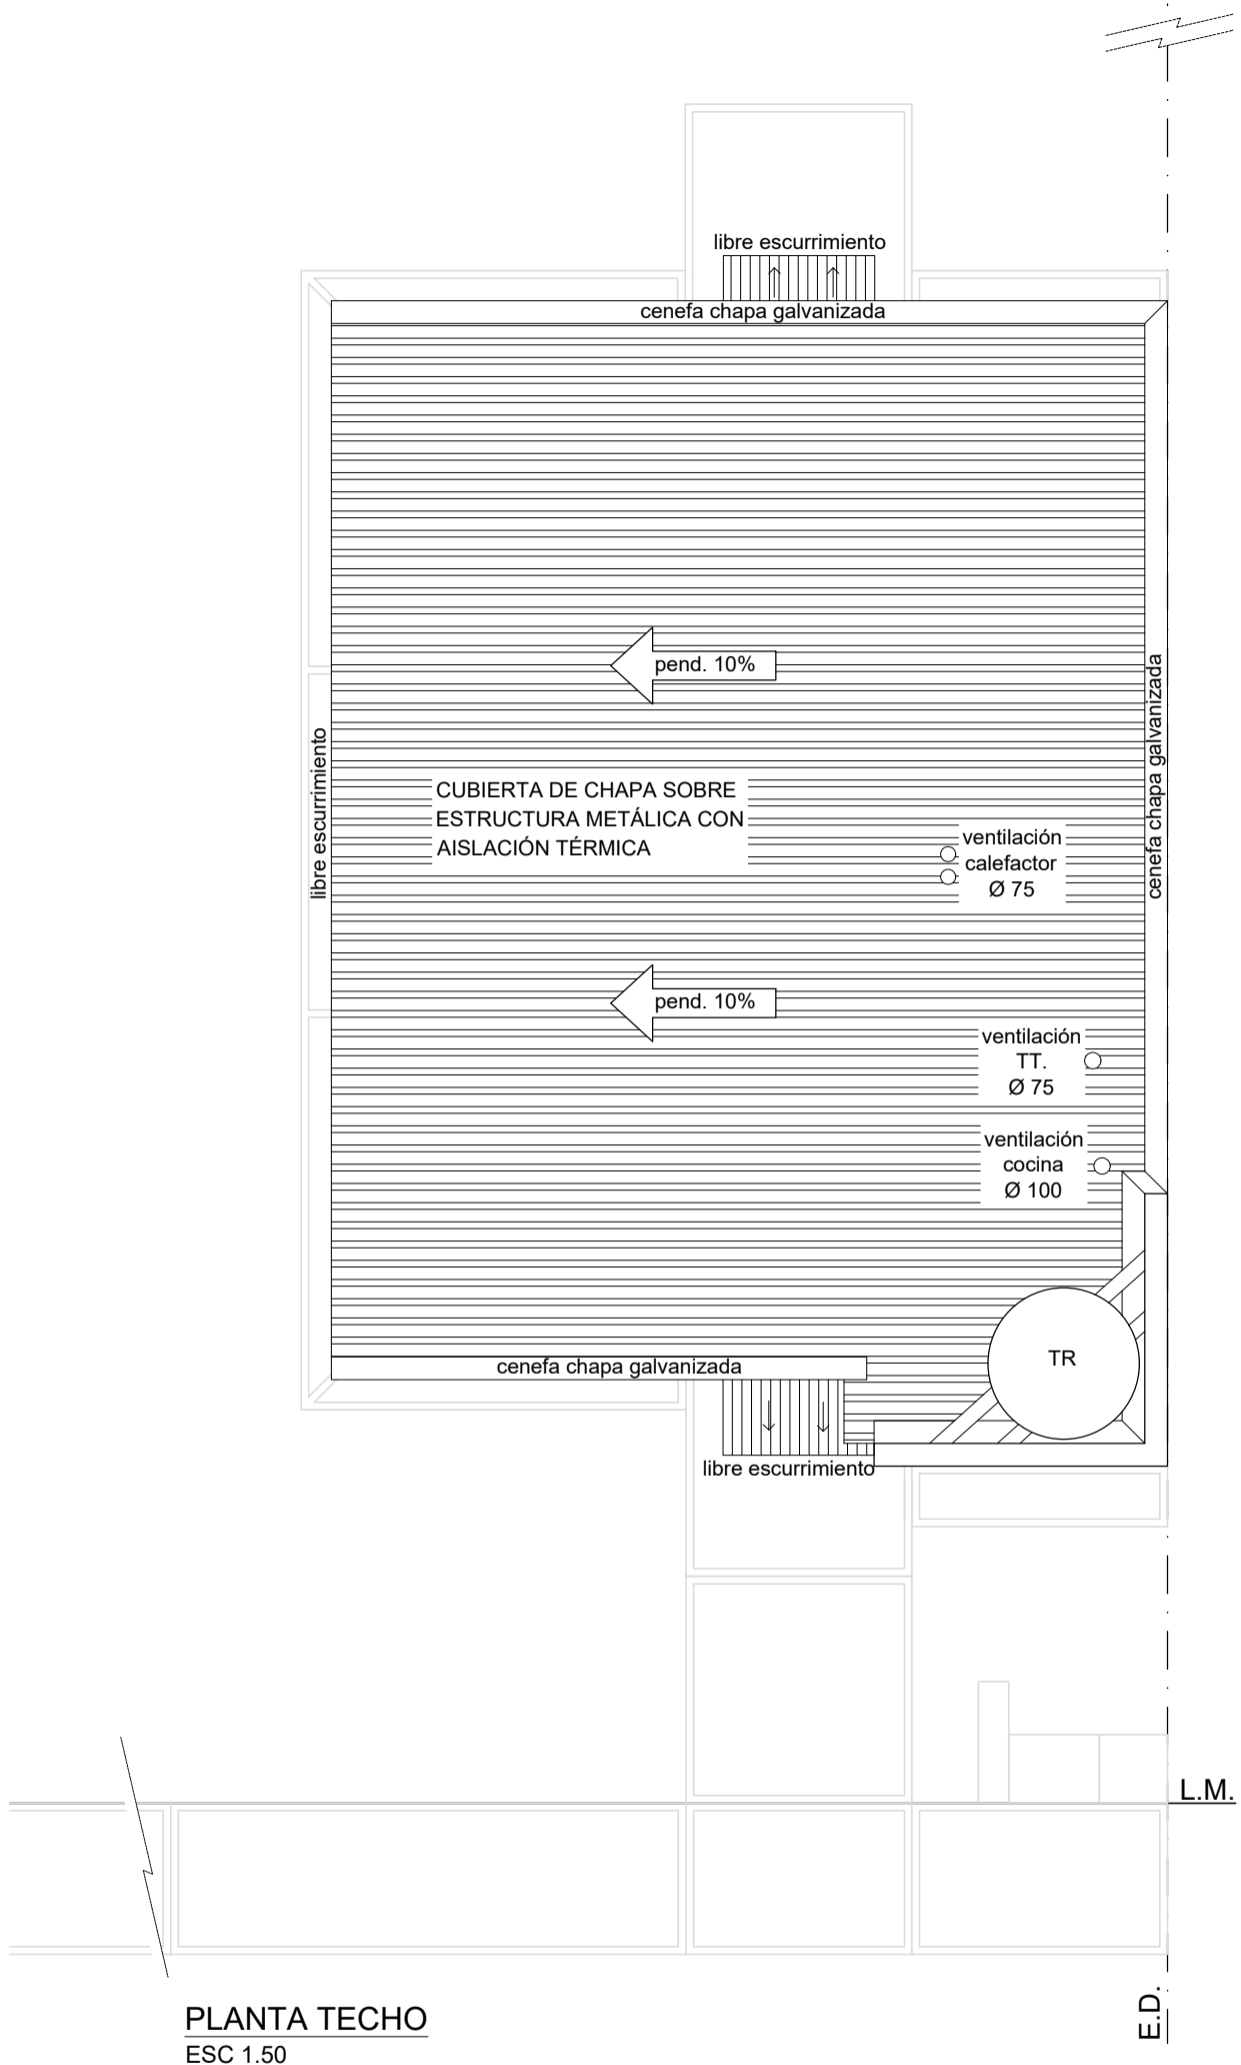 libre escurrimiento
cenefa chapa galvanizada
pend. 10%
cenefa chapa galvanizada
libre escurrimiento
CUBIERTA DE CHAPA SOBRE
ESTRUCTURA METÁLICA CON
AISLACIÓN TÉRMICA
ventilación
calefactor
Ø 75
pend. 10%
ventilación
TT.
Ø 75
ventilación
cocina
Ø 100
TR
cenefa chapa galvanizada
libre escurrimiento
L.M.
E.D.
PLANTA TECHO
ESC 1.50